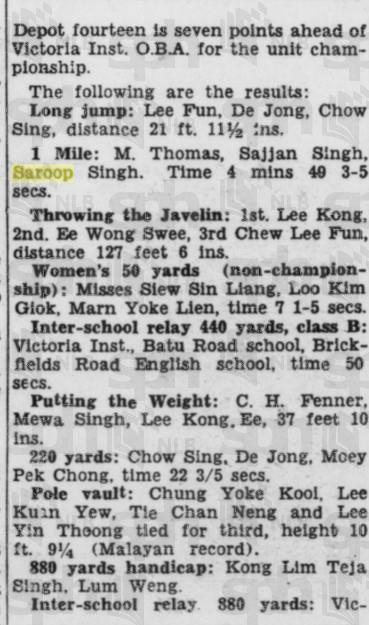 Depot fourteen is seven points ahead of
Victoria Inst. O.B.A. for the unit cham-
pionship.
The following are the results:
Long jump: Lee Fun, De Jong, Chow
Sing, distance 21 ft. 11½ ins.
1 Mile: M. Thomas, Sajjan Singh,
Saroop Singh. Time 4 mins 49 3-5
secs.
Throwing the Javelin: 1st. Lee Kong,
2nd. Ee Wong Swee, 3rd Chew Lee Fun,
distance 127 feet 6 ins.
Women's 50 yards (non-champion-
ship): Misses Siew Sin Liang, Loo Kim
Giok, Marn Yoke Lien, time 7 1-5 secs.
Inter-school relay 440 yards, class B:
Victoria Inst., Batu Road school, Brick-
fields Road English school, time 50
secs.
Putting the Weight: C. H. Fenner,
Mewa Singh, Lee Kong, Ee, 37 feet 10
ins.
220 yards: Chow Sing, De Jong, Moey
Pek Chong, time 22 3/5 secs.
Pole vault: Chung Yoke Kooi, Lee
Kuan Yew, Tie Chan Neng and Lee
Yin Thoong tied for third, height 10
ft. 9¼ (Malayan record).
880 yards handicap: Kong Lim Teja
Singh, Lum Weng.
Inter-school relay 880 yards: Vic-